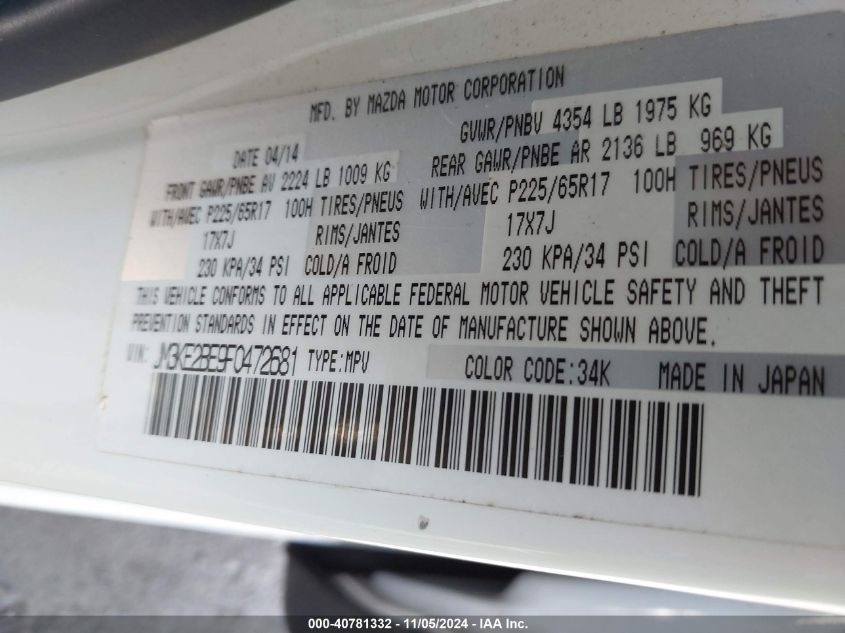 MFD. BY MAZDA MOTOR CORPORATION
DATE 04/14 GVWR/PNBV 4354 LB 1975 KG
FRONT GAWR/PNBE AV 2224 LB 1009 KG REAR GAWR/PNBE AR 2136 LB 969 KG
WITH/AVEC P225/65R17 100H TIRES/PNEUS WITH/AVEC P225/65R17 100H TIRES/PNEUS
17X7J RIMS/JANTES 17X7J RIMS/JANTES
230 KPA/34 PSI COLD/A FROID 230 KPA/34 PSI COLD/A FROID
THIS VEHICLE CONFORMS TO ALL APPLICABLE FEDERAL MOTOR VEHICLE SAFETY AND THEFT
PREVENTION STANDARDS IN EFFECT ON THE DATE OF MANUFACTURE SHOWN ABOVE.
VIN: JM3KE2BE9F0472681 TYPE:MPV COLOR CODE:34K MADE IN JAPAN
000-40781332 - 11/05/2024 - IAA Inc.